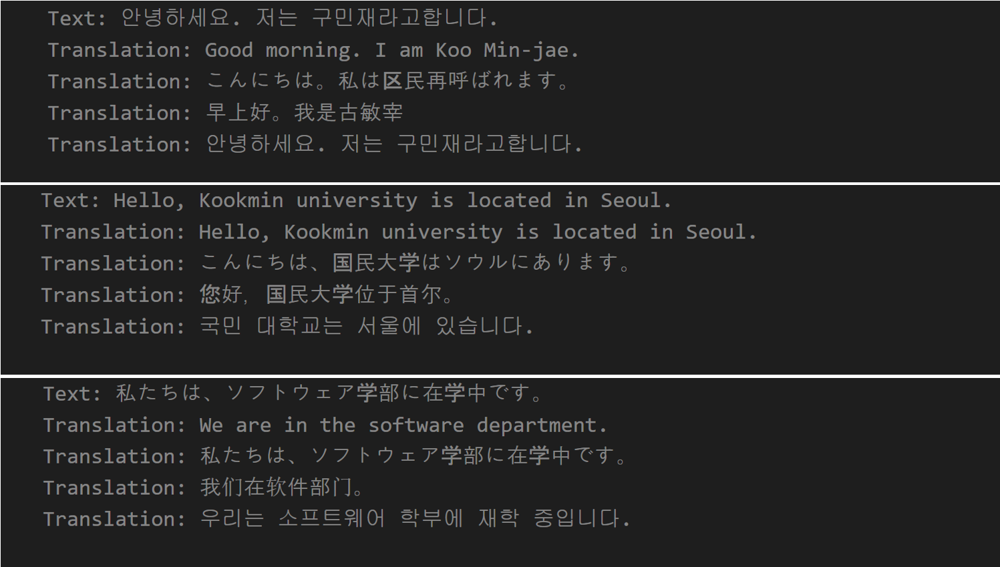 Text: 안녕하세요. 저는 구민재라고합니다.
Translation: Good morning. I am Koo Min-jae.
Translation: こんにちは。私は区民再呼ばれます。
Translation: 早上好。我是古敏宰
Translation: 안녕하세요. 저는 구민재라고합니다.
Text: Hello, Kookmin university is located in Seoul.
Translation: Hello, Kookmin university is located in Seoul.
Translation: こんにちは、国民大学はソウルにあります。
Translation: 您好, 国民大学位于首尔。
Translation: 국민 대학교는 서울에 있습니다.
Text: 私たちは、ソフトウェア学部に在学中です。
Translation: We are in the software department.
Translation: 私たちは、ソフトウェア学部に在学中です。
Translation: 我们在软件部门。
Translation: 우리는 소프트웨어 학부에 재학 중입니다.